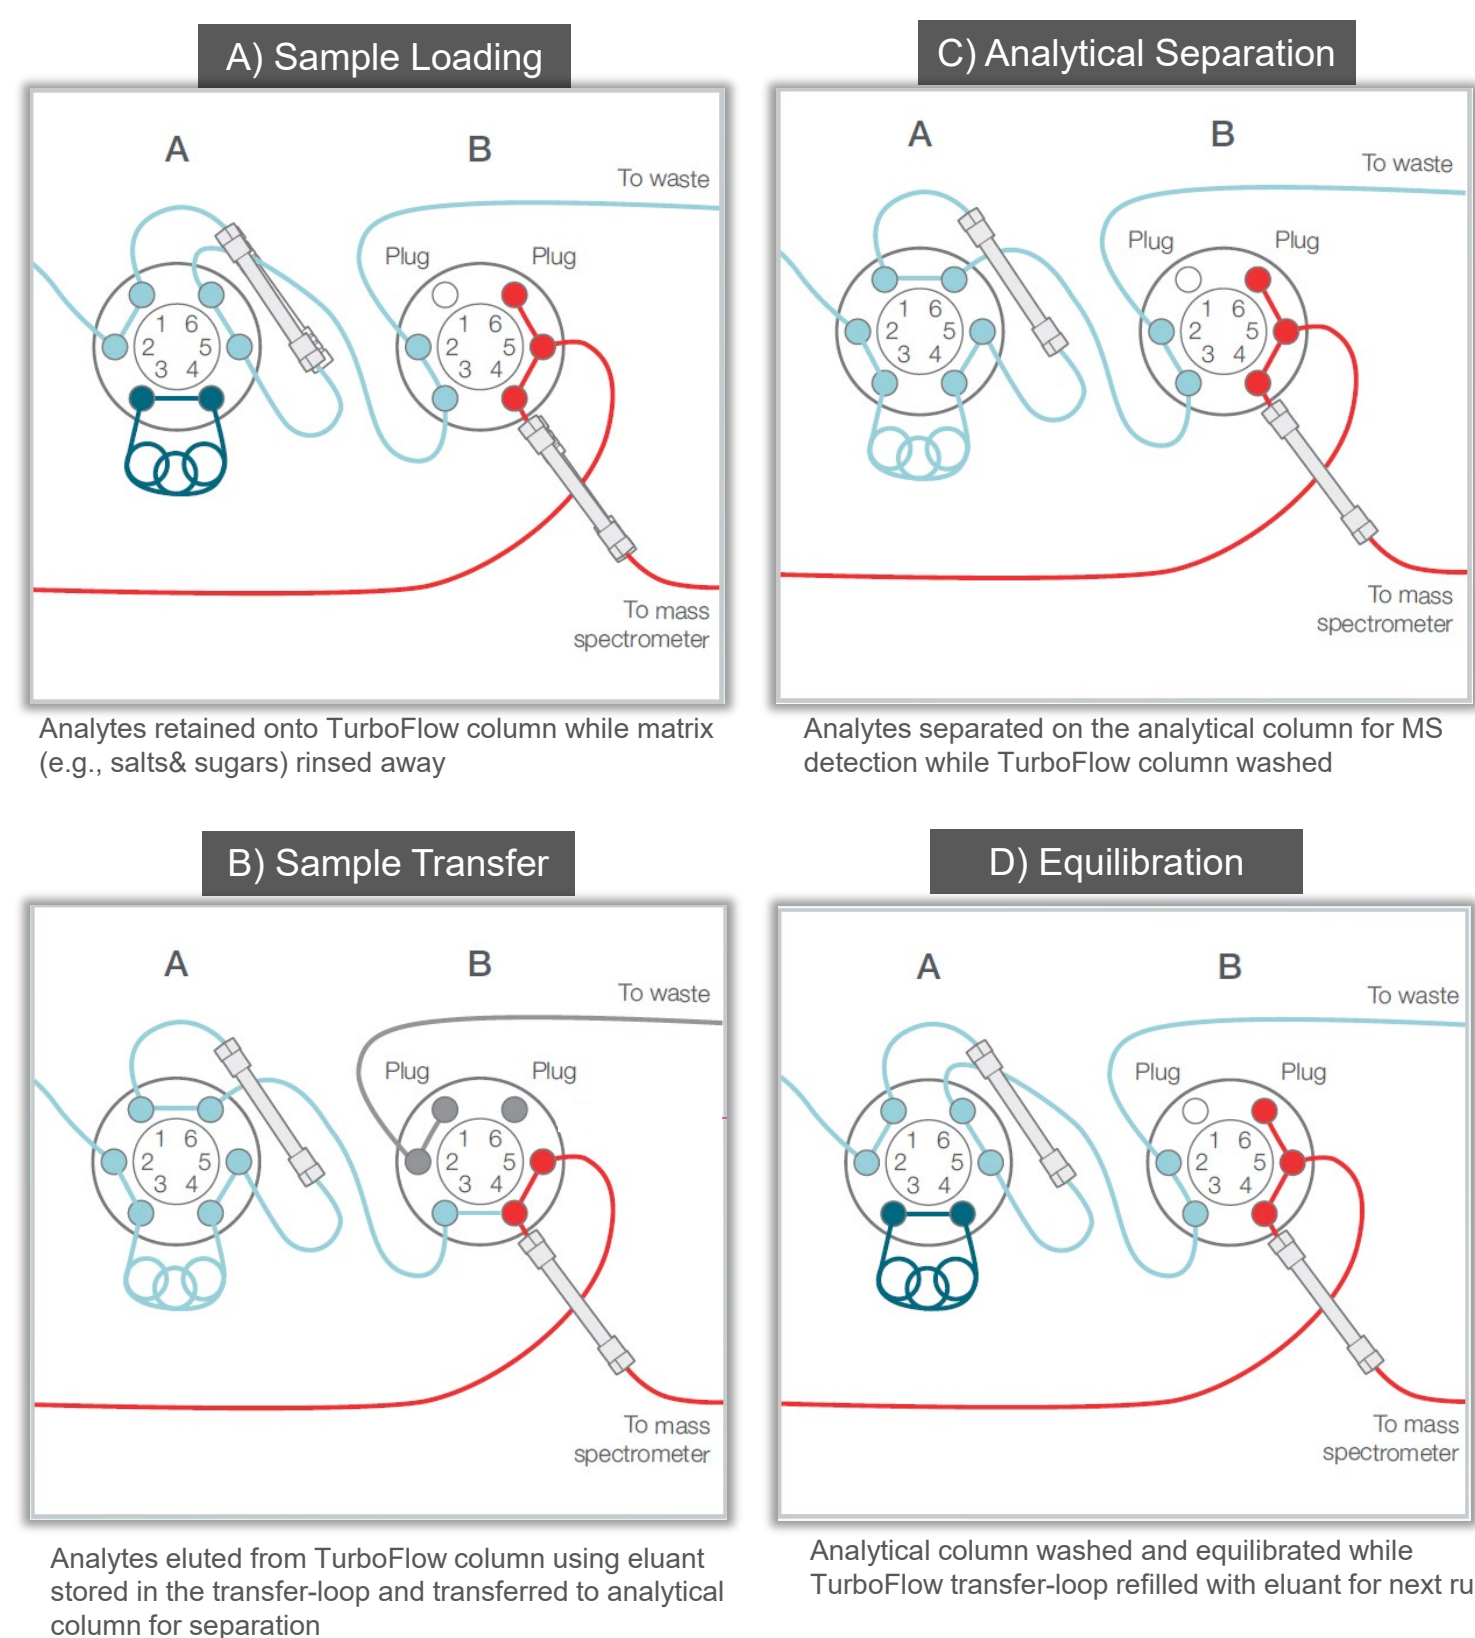 A) Sample Loading
A
B
To waste
Plug
Plug
1 6
2 5
3 4
1 6
2 5
3 4
To mass
spectrometer
Analytes retained onto TurboFlow column while matrix
(e.g., salts& sugars) rinsed away
C) Analytical Separation
A
B
To waste
Plug
Plug
1 6
2 5
3 4
1 6
2 5
3 4
To mass
spectrometer
Analytes separated on the analytical column for MS
detection while TurboFlow column washed
B) Sample Transfer
A
B
To waste
Plug
Plug
1 6
2 5
3 4
1 6
2 5
3 4
To mass
spectrometer
Analytes eluted from TurboFlow column using eluant
stored in the transfer-loop and transferred to analytical
column for separation
D) Equilibration
A
B
To waste
Plug
Plug
1 6
2 5
3 4
1 6
2 5
3 4
To mass
spectrometer
Analytical column washed and equilibrated while
TurboFlow transfer-loop refilled with eluant for next ru